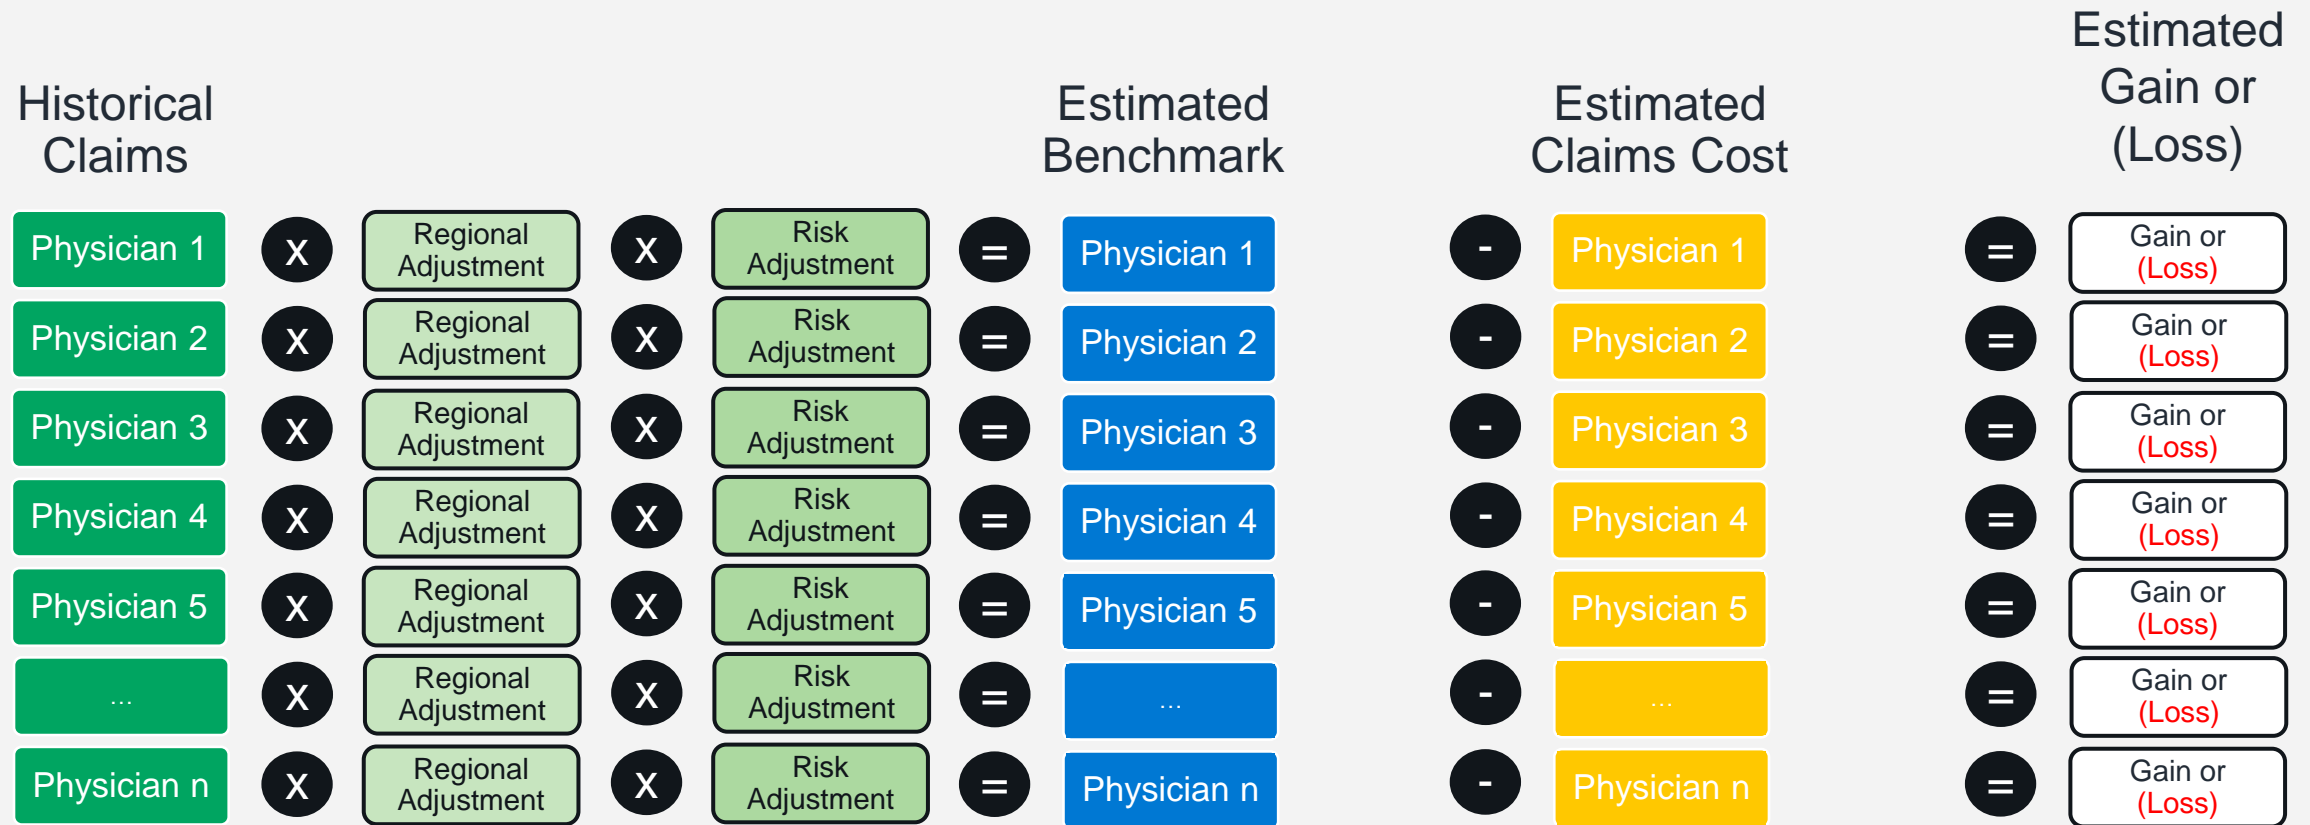 Historical
Claims
Estimated
Benchmark
Estimated
Claims Cost
Estimated
Gain or
(Loss)
Physician 1
x
Regional
Adjustment
x
Risk
Adjustment
=
Physician 1
-
Physician 1
=
Gain or
(Loss)
Physician 2
x
Regional
Adjustment
x
Risk
Adjustment
=
Physician 2
-
Physician 2
=
Gain or
(Loss)
Physician 3
x
Regional
Adjustment
x
Risk
Adjustment
=
Physician 3
-
Physician 3
=
Gain or
(Loss)
Physician 4
x
Regional
Adjustment
x
Risk
Adjustment
=
Physician 4
-
Physician 4
=
Gain or
(Loss)
Physician 5
x
Regional
Adjustment
x
Risk
Adjustment
=
Physician 5
-
Physician 5
=
Gain or
(Loss)
...
x
Regional
Adjustment
x
Risk
Adjustment
=
...
-
...
=
Gain or
(Loss)
Physician n
x
Regional
Adjustment
x
Risk
Adjustment
=
Physician n
-
Physician n
=
Gain or
(Loss)